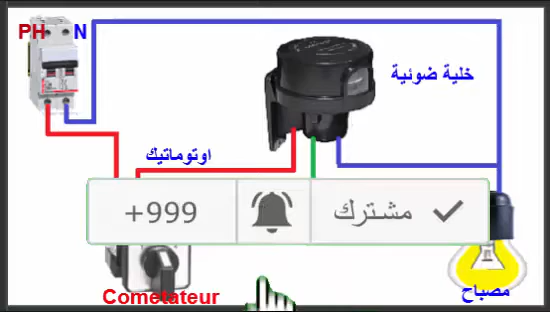 PH N
خلية ضوئية
اوتوماتيك
+999
مشترك
Cometateur
مصباح